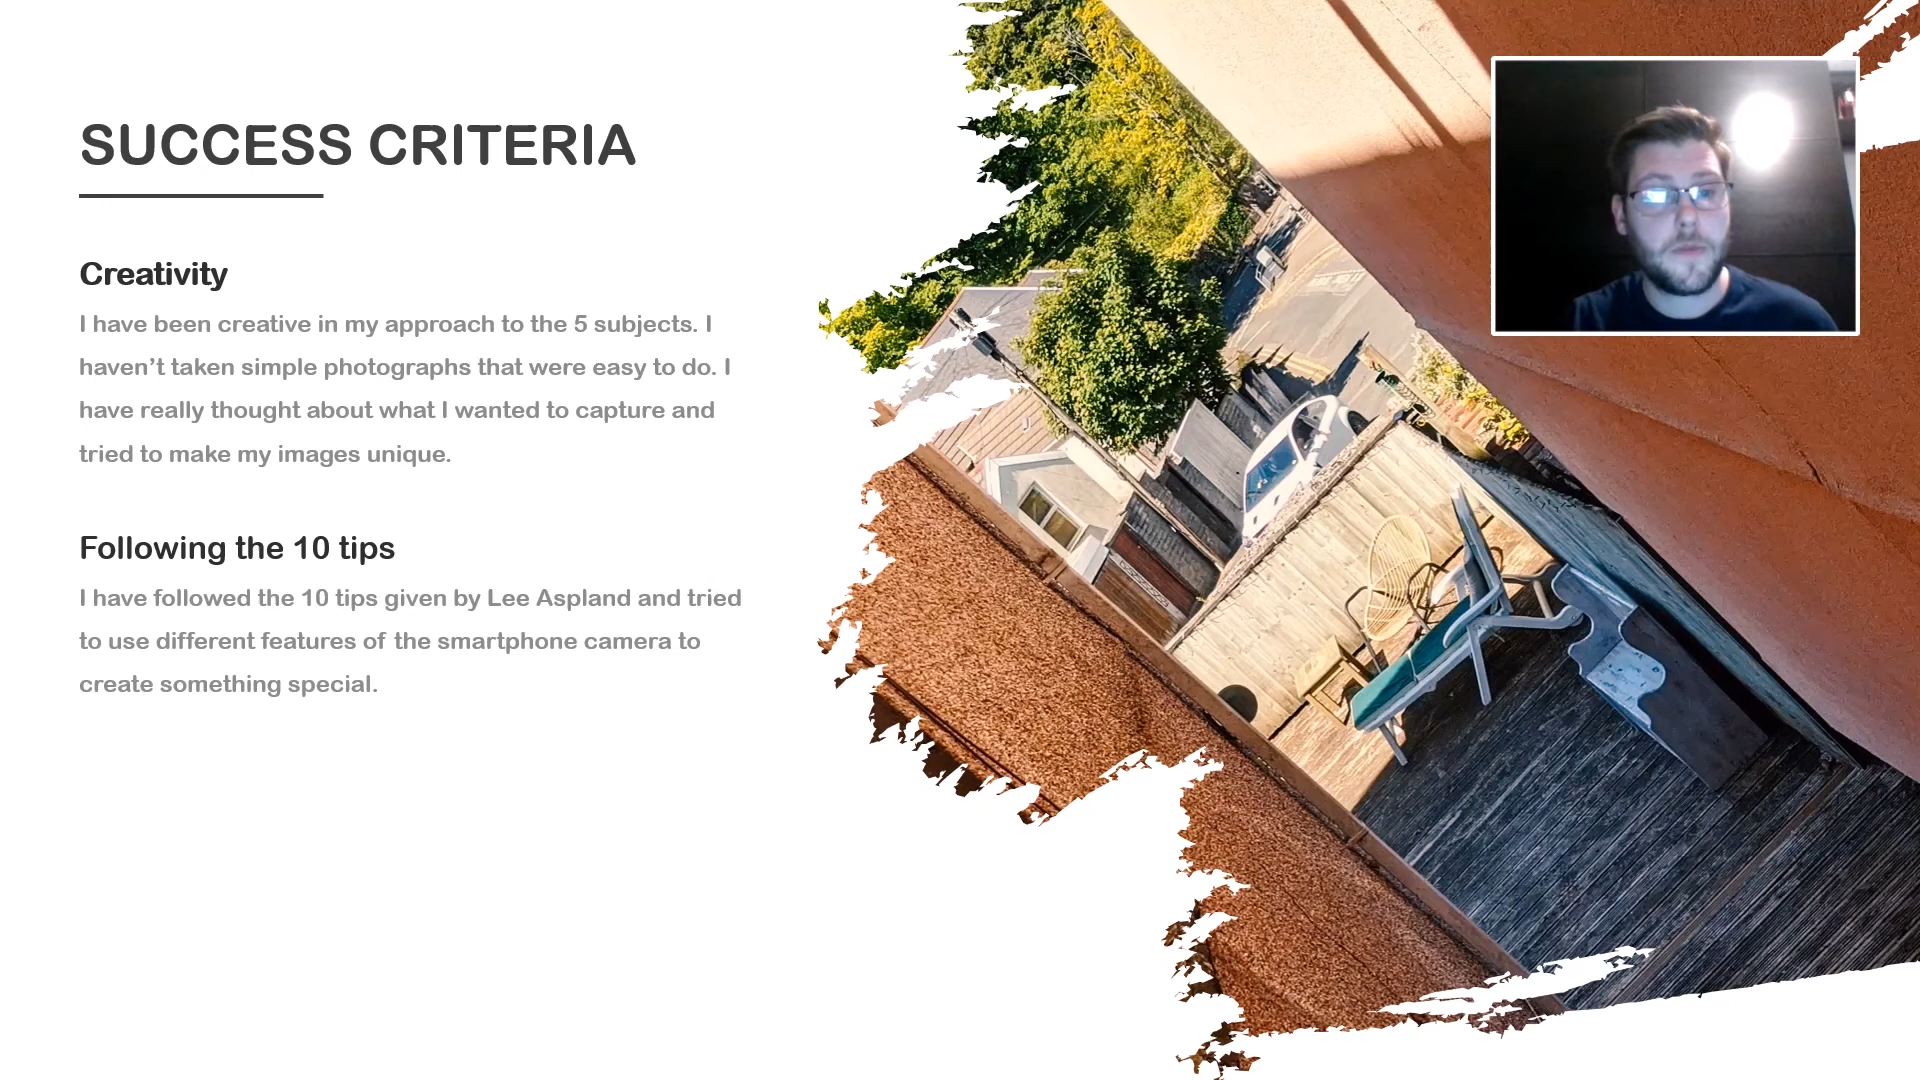 SUCCESS CRITERIA
Creativity
I have been creative in my approach to the 5 subjects. I
haven’t taken simple photographs that were easy to do. I
have really thought about what I wanted to capture and
tried to make my images unique.
Following the 10 tips
I have followed the 10 tips given by Lee Aspland and tried
to use different features of the smartphone camera to
create something special.